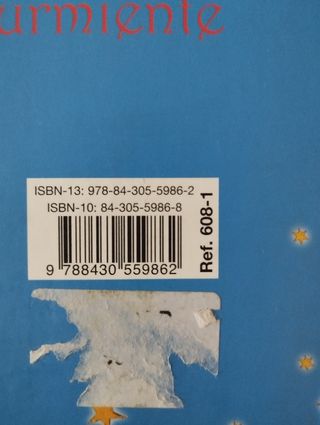 urmiente
ISBN-13: 978-84-305-5986-2
ISBN-10: 84-305-5986-8
9 788430 559862
Ref. 608-1